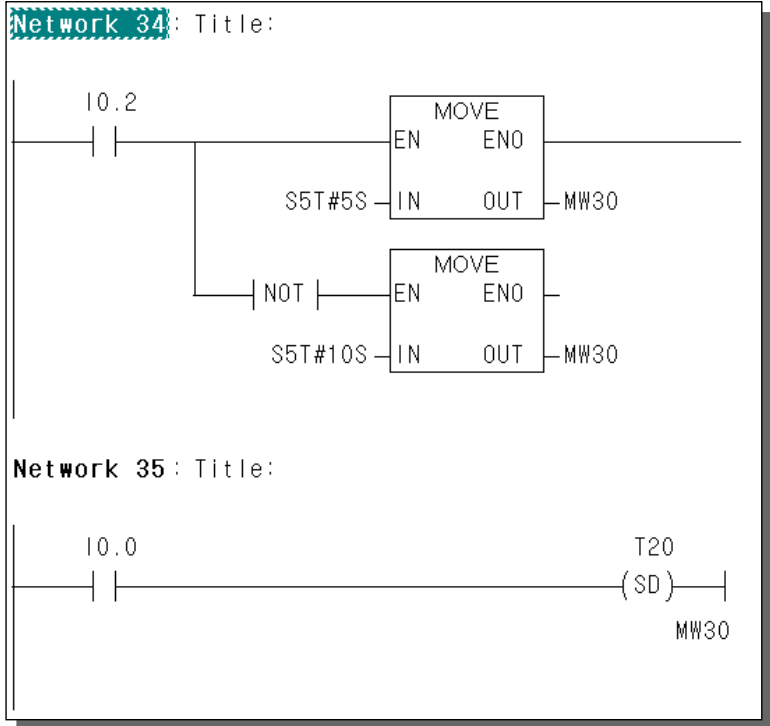 Network 34: Title:
I0.2
MOVE
EN ENO
S5T#5S IN OUT MW30
MOVE
NOT EN ENO
S5T#10S IN OUT MW30
Network 35: Title:
I0.0 T20
(SD)
MW30